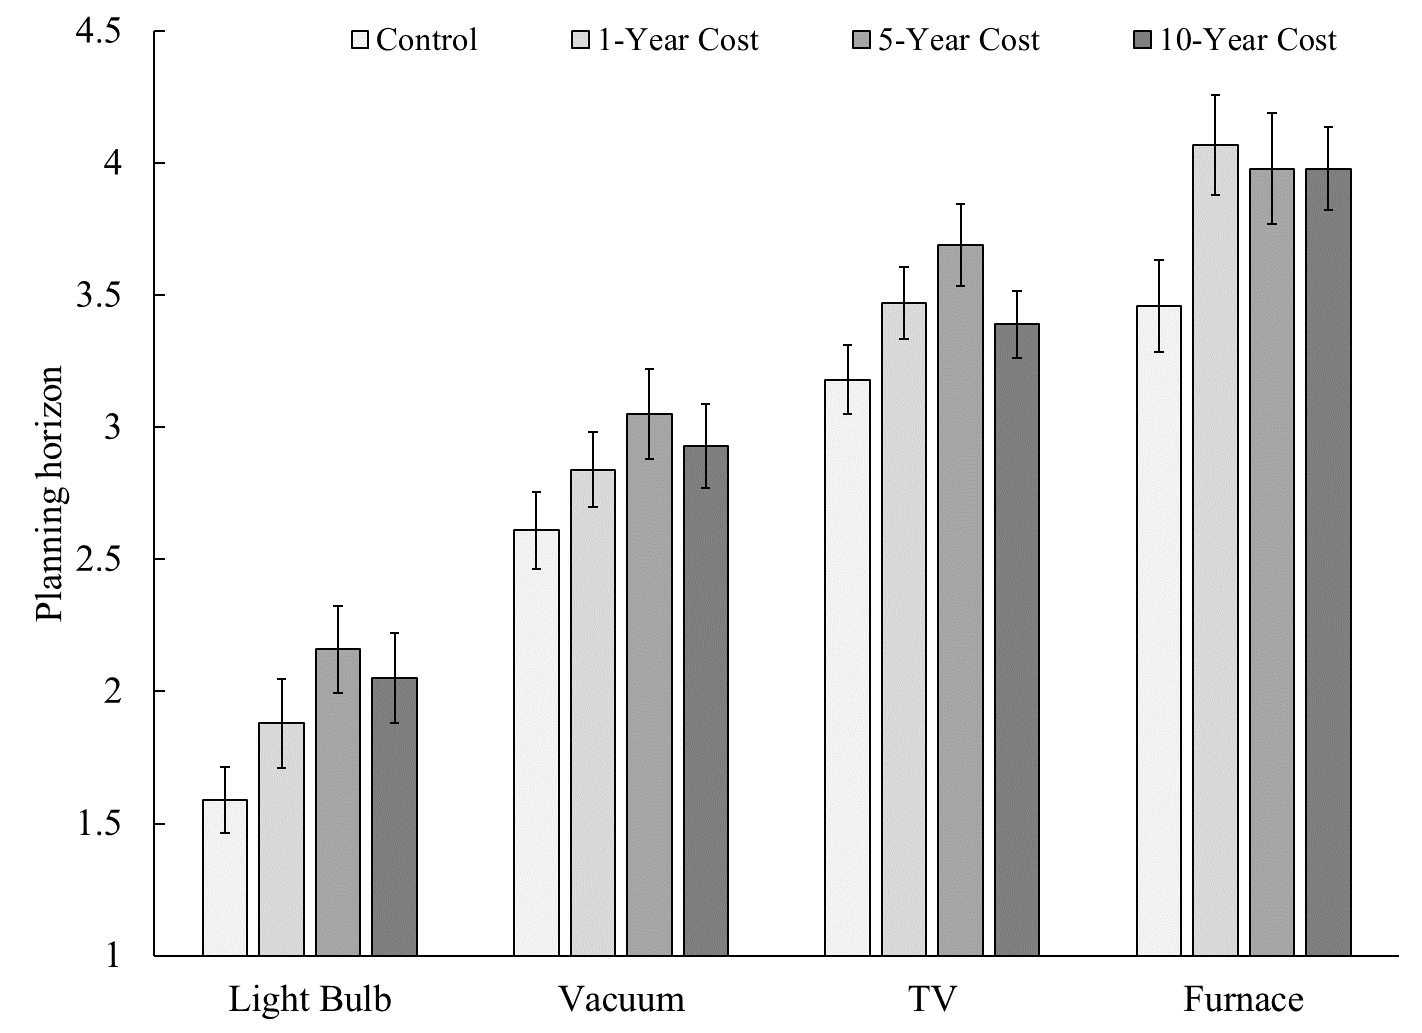 4.5
Control 1-Year Cost 5-Year Cost 10-Year Cost
4
3.5
3
2.5
2
1.5
1
Planning horizon
Light Bulb Vacuum TV Furnace